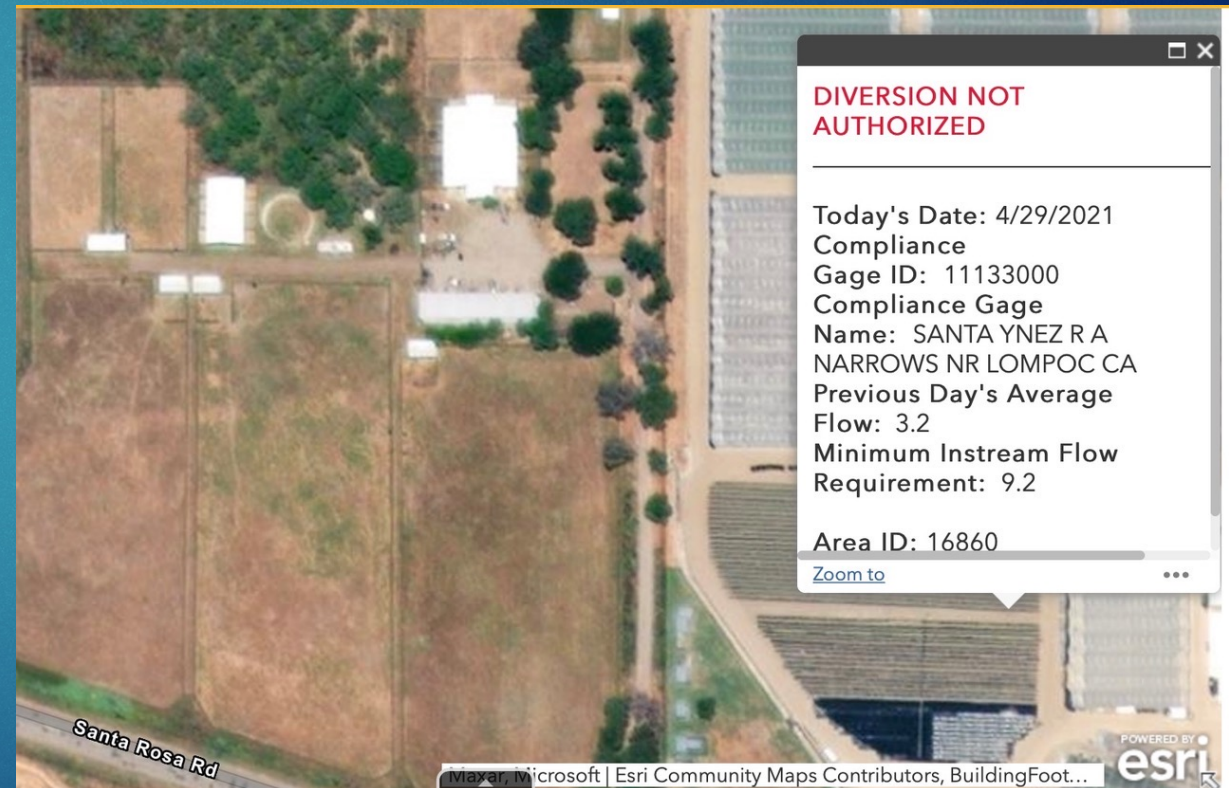 DIVERSION NOT
AUTHORIZED
Today's Date: 4/29/2021
Compliance
Gage ID: 11133000
Compliance Gage
Name: SANTA YNEZ R A
NARROWS NR LOMPOC CA
Previous Day's Average
Flow: 3.2
Minimum Instream Flow
Requirement: 9.2
Area ID: 16860
Zoom to
Santa Rosa Rd
Maxar, Microsoft | Esri Community Maps Contributors, BuildingFoot...
POWERED BY
esri